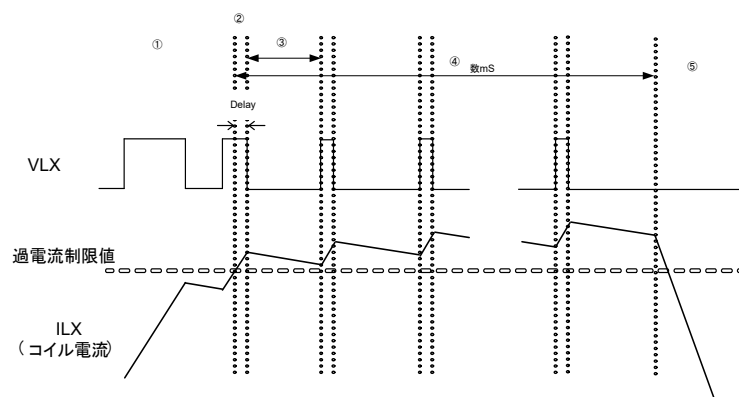 ②
①
③
④ 数mS
⑤
Delay
VLX
過電流制限値
ILX
(コイル電流)